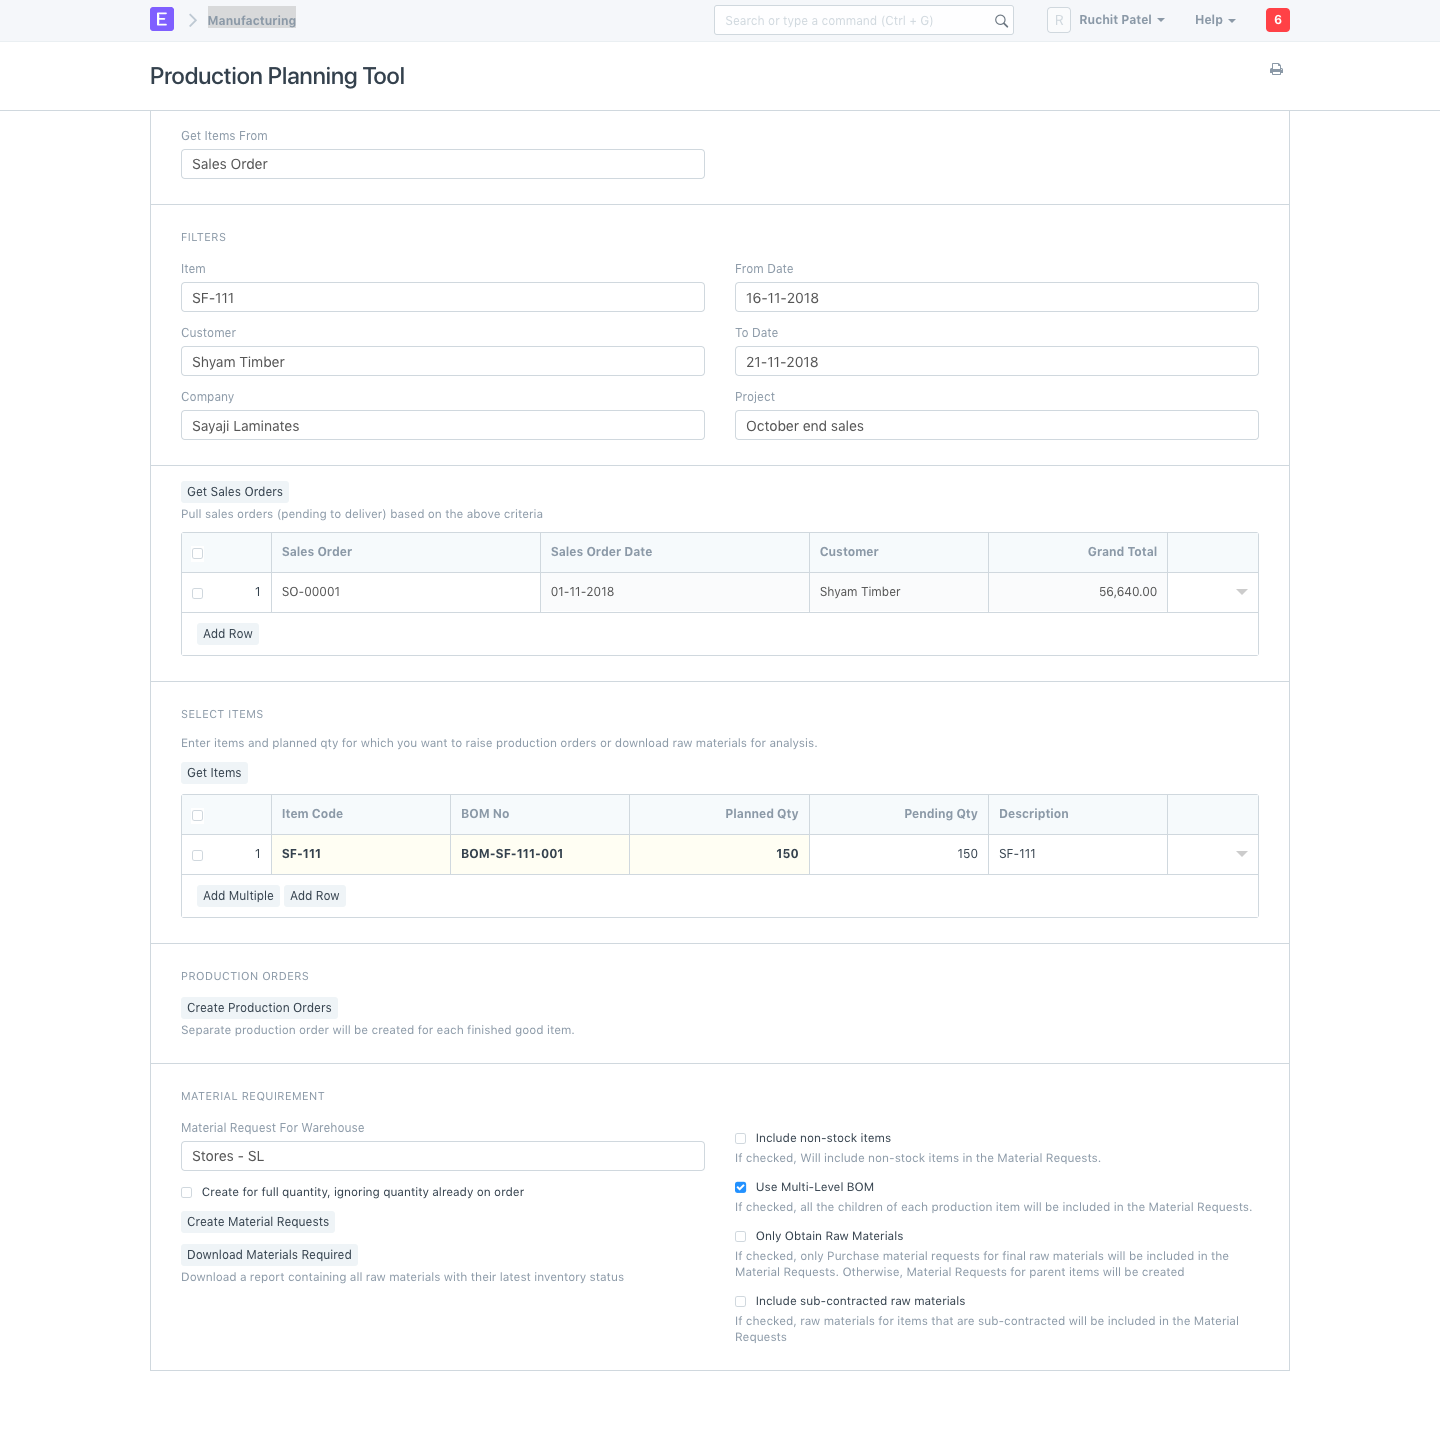 E
Manufacturing
Search or type a command (Ctrl + G)
R
Ruchit Patel
Help
6
Production Planning Tool
Get Items From
Sales Order
FILTERS
Item
From Date
SF-111
16-11-2018
Customer
To Date
Shyam Timber
21-11-2018
Company
Project
Sayaji Laminates
October end sales
Get Sales Orders
Pull sales orders (pending to deliver) based on the above criteria
Sales Order Sales Order Date Customer Grand Total
1 SO-00001 01-11-2018 Shyam Timber 56,640.00
Add Row
SELECT ITEMS
Enter items and planned qty for which you want to raise production orders or download raw materials for analysis.
Get Items
Item Code BOM No Planned Qty Pending Qty Description
1 SF-111 BOM-SF-111-001 150 150 SF-111
Add Multiple Add Row
PRODUCTION ORDERS
Create Production Orders
Separate production order will be created for each finished good item.
MATERIAL REQUIREMENT
Material Request For Warehouse
Stores - SL
Create for full quantity, ignoring quantity already on order
Create Material Requests
Download Materials Required
Download a report containing all raw materials with their latest inventory status
Include non-stock items
If checked, Will include non-stock items in the Material Requests.
Use Multi-Level BOM
If checked, all the children of each production item will be included in the Material Requests.
Only Obtain Raw Materials
If checked, only Purchase material requests for final raw materials will be included in the
Material Requests. Otherwise, Material Requests for parent items will be created
Include sub-contracted raw materials
If checked, raw materials for items that are sub-contracted will be included in the Material
Requests